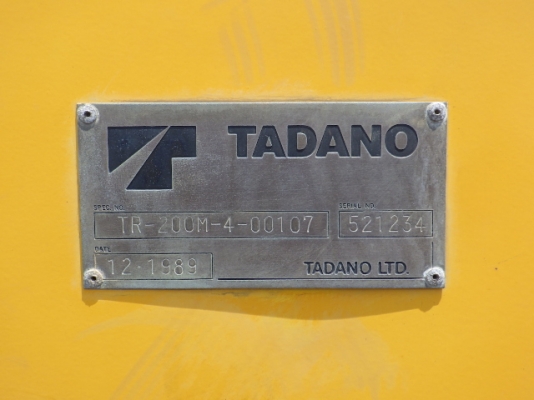 TADANO
SPEC. NO. SERIAL NO.
TR-200M-4-00107 521234
DATE
12·1989 TADANO LTD.